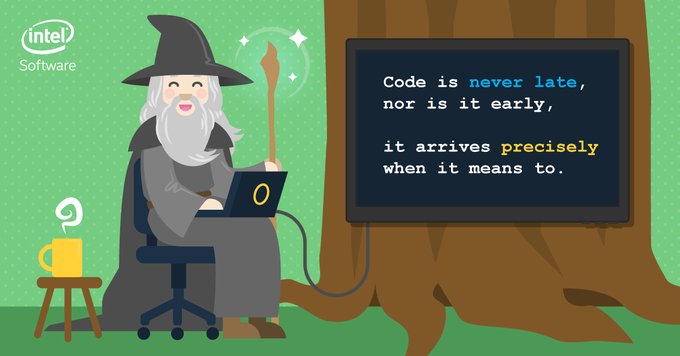 intel
Software
Code is never late,
nor is it early,
it arrives precisely
when it means to.